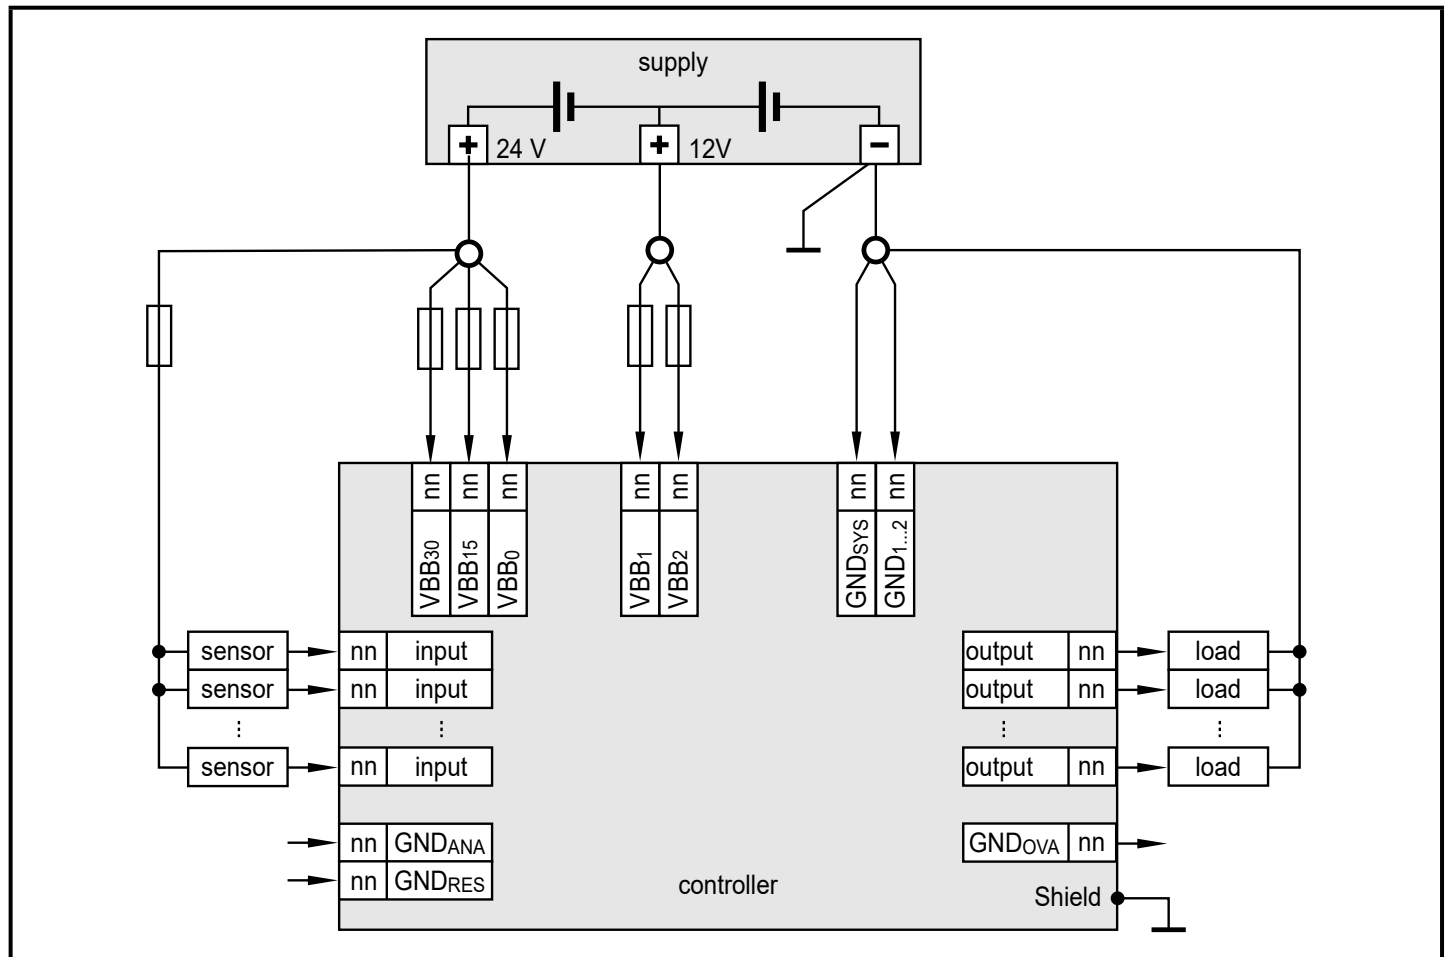 supply
+ 24 V
+ 12V
-
nn nn nn nn nn nn nn
VBB30 VBB15 VBB0 VBB1 VBB2 GNDSYS GND1...2
sensor nn input output nn load
sensor nn input output nn load
sensor nn input output nn load
nn GNDANA GNDOVA nn
nn GNDRES
controller
Shield